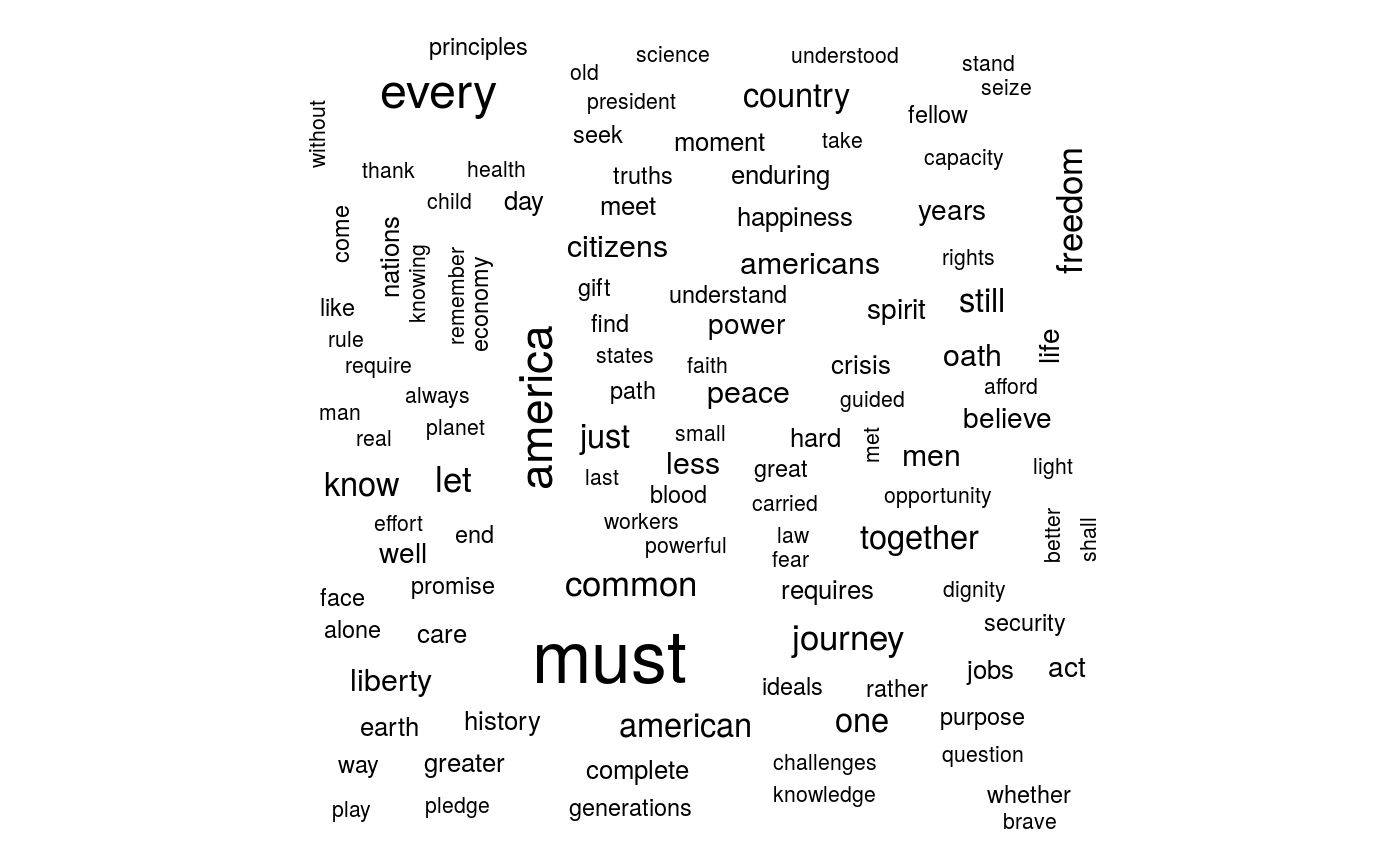 principles
science
understood
stand
old
seize
every
president
country
fellow
without
seek
moment
take
capacity
freedom
thank
health
truths
enduring
child
day
meet
happiness
years
come
nations
knowing
remember
economy
citizens
americans
rights
gift
understand
like
spirit
still
find
power
rule
america
states
faith
crisis
oath
life
require
path
peace
guided
afford
always
man
believe
real
planet
just
small
hard
met
men
less
great
light
know
let
last
blood
carried
opportunity
effort
end
workers
law
together
better
shall
well
powerful
fear
face
promise
common
requires
dignity
alone
care
must
journey
security
liberty
ideals
rather
jobs
act
earth
history
american
one
purpose
way
greater
complete
challenges
question
play
pledge
generations
knowledge
whether
brave